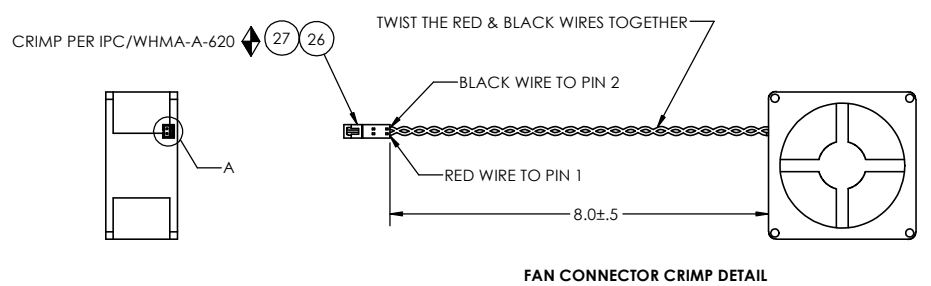 TWIST THE RED & BLACK WIRES TOGETHER
CRIMP PER IPC/WHMA-A-620 27 26
BLACK WIRE TO PIN 2
A
RED WIRE TO PIN 1
8.0±.5
FAN CONNECTOR CRIMP DETAIL